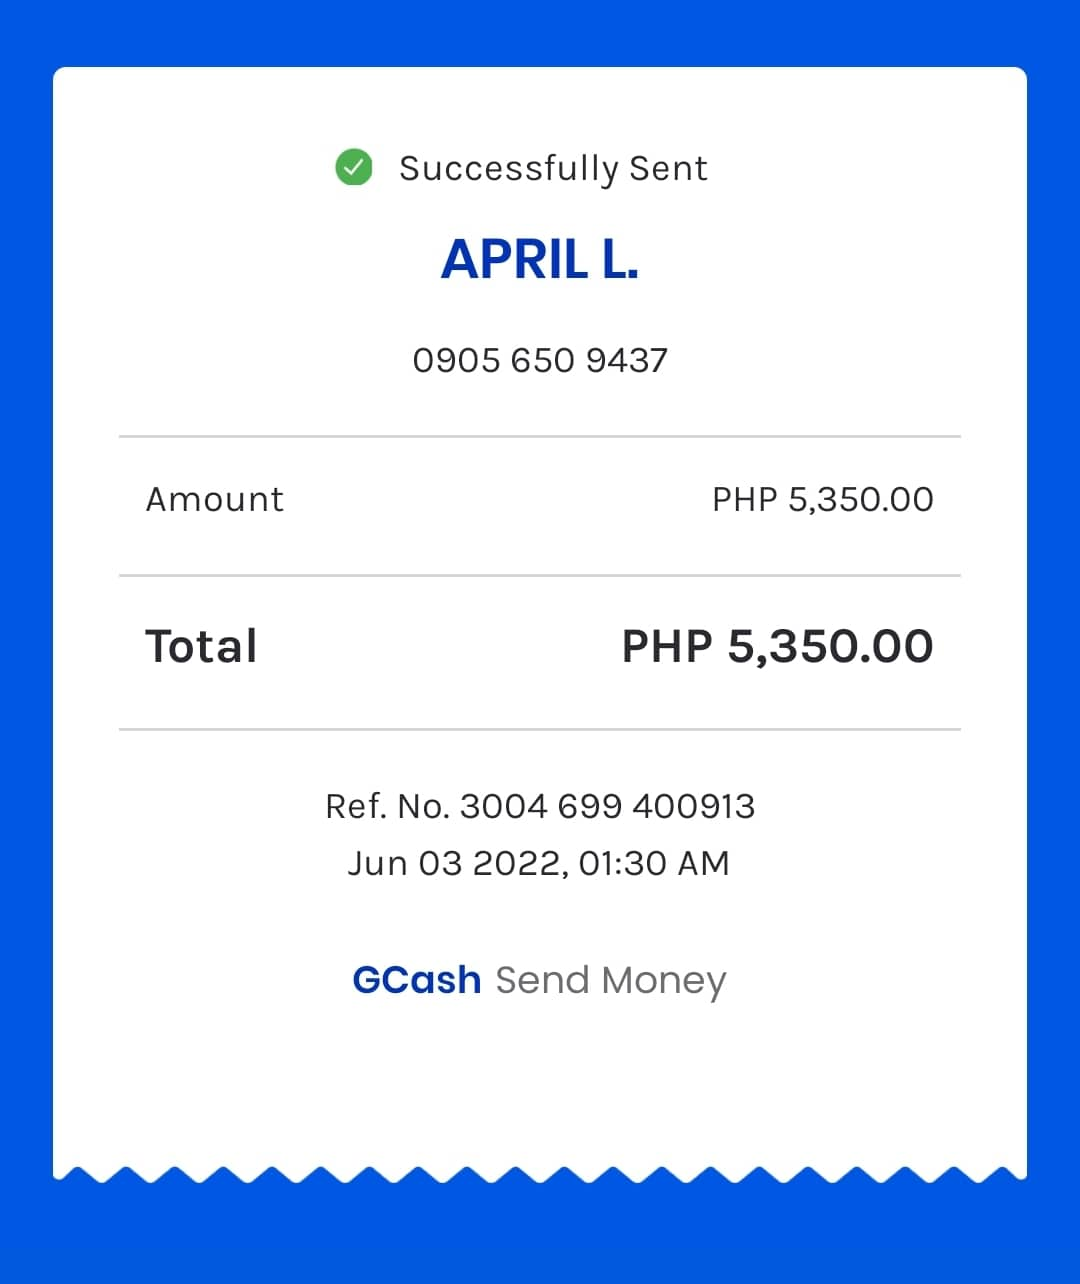 Successfully Sent
APRIL L.
0905 650 9437
Amount PHP 5,350.00
Total PHP 5,350.00
Ref. No. 3004 699 400913
Jun 03 2022, 01:30 AM
GCash Send Money